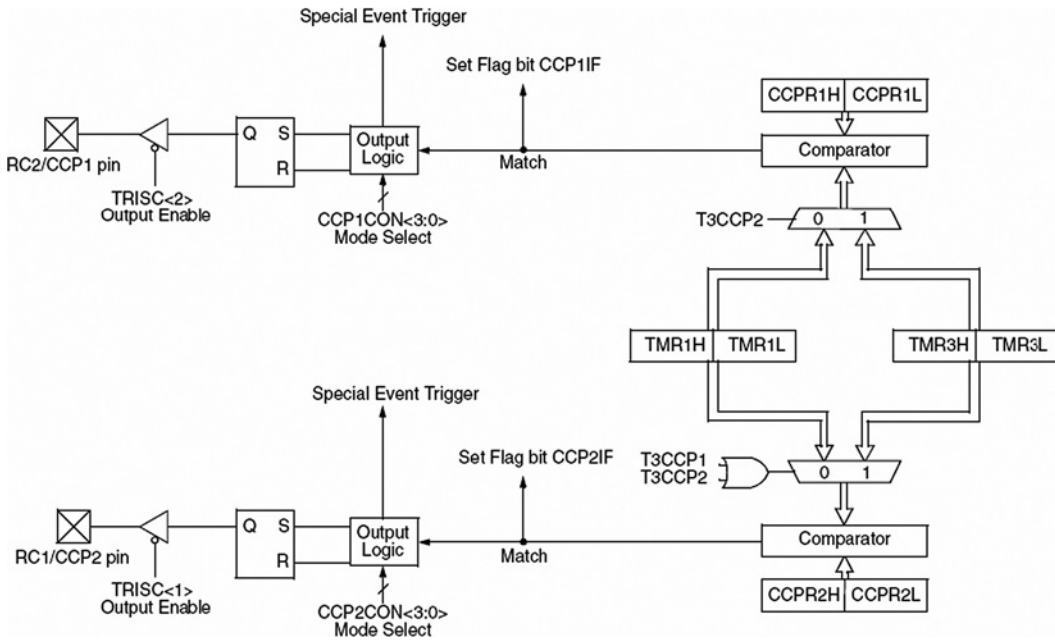 Special Event Trigger
Set Flag bit CCP1IF
CCPR1H CCPR1L
Q S
R
Output
Logic
Comparator
RC2/CCP1 pin
Match
TRISC<2>
Output Enable
CCP1CON<3:0>
Mode Select
T3CCP2
0 1
TMR1H TMR1L
TMR3H TMR3L
Special Event Trigger
Set Flag bit CCP2IF
T3CCP1
T3CCP2
0 1
Q S
R
Output
Logic
Comparator
RC1/CCP2 pin
Match
TRISC<1>
Output Enable
CCP2CON<3:0>
Mode Select
CCPR2H CCPR2L